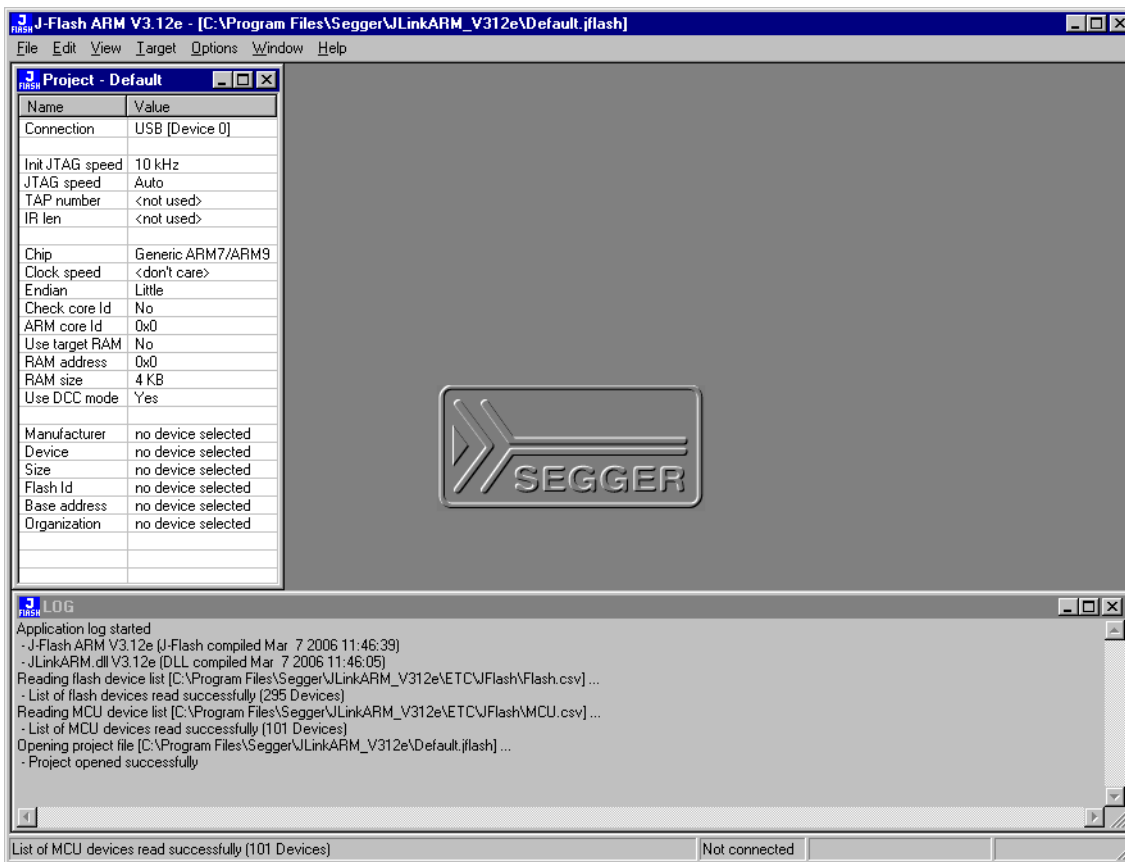 J-Flash ARM V3.12e - [C:\Program Files\Segger\JLinkARM_V312e\Default.jflash]
File Edit View Target Options Window Help
Project - Default
Name Value
Connection USB [Device 0]
Init JTAG speed 10 kHz
JTAG speed Auto
TAP number <not used>
IR len <not used>
Chip Generic ARM7/ARM9
Clock speed <don't care>
Endian Little
Check core Id No
ARM core Id 0x0
Use target RAM No
RAM address 0x0
RAM size 4 KB
Use DCC mode Yes
Manufacturer no device selected
Device no device selected
Size no device selected
Flash Id no device selected
Base address no device selected
Organization no device selected
SEGGER
LOG
Application log started
- J-Flash ARM V3.12e (J-Flash compiled Mar 7 2006 11:46:39)
- JLinkARM.dll V3.12e (DLL compiled Mar 7 2006 11:46:05)
Reading flash device list [C:\Program Files\Segger\JLinkARM_V312e\ETC\JFlash\Flash.csv] ...
- List of flash devices read successfully (295 Devices)
Reading MCU device list [C:\Program Files\Segger\JLinkARM_V312e\ETC\JFlash\MCU.csv] ...
- List of MCU devices read successfully (101 Devices)
Opening project file [C:\Program Files\Segger\JLinkARM_V312e\Default.jflash] ...
- Project opened successfully
List of MCU devices read successfully (101 Devices) Not connected